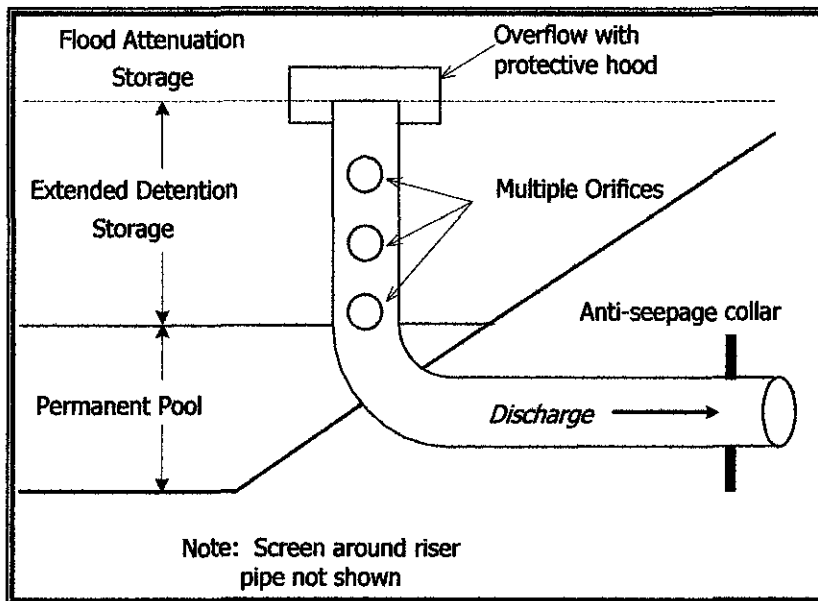 Flood Attenuation
Storage
Overflow with
protective hood
Extended Detention
Storage
Multiple Orifices
Anti-seepage collar
Permanent Pool
Discharge
Note: Screen around riser
pipe not shown